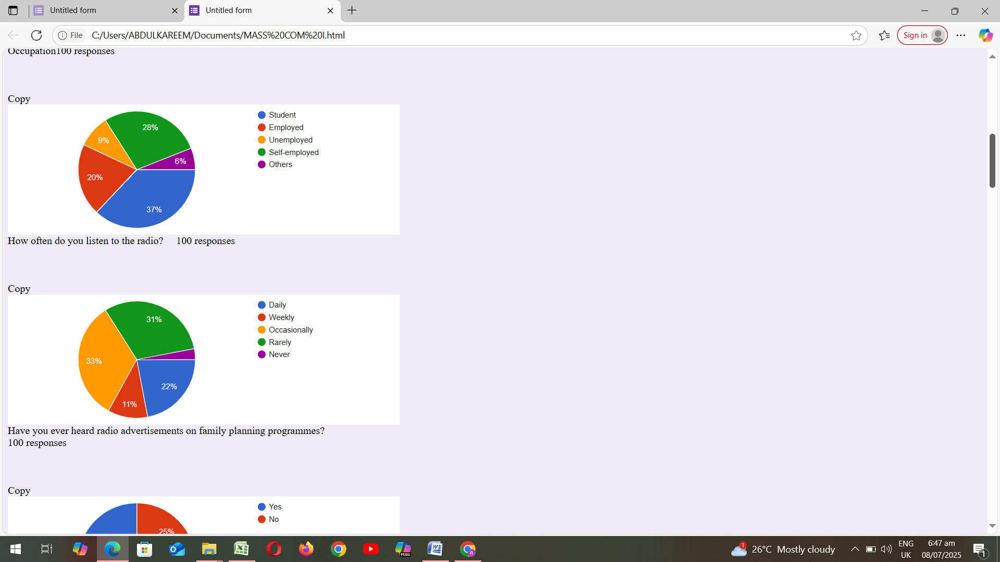 Untitled form
Untitled form
File
C:/Users/ABDULKAREEM/Documents/MASS%20COM%20I.html
Sign in
Occupation100 responses
Copy
28%
9%
6%
20%
37%
Student
Employed
Unemployed
Self-employed
Others
How often do you listen to the radio? 100 responses
Copy
31%
33%
22%
11%
Daily
Weekly
Occasionally
Rarely
Never
Have you ever heard radio advertisements on family planning programmes?
100 responses
Copy
25%
Yes
No
M365
1
26°C Mostly cloudy
ENG
UK
6:47 am
08/07/2025
1